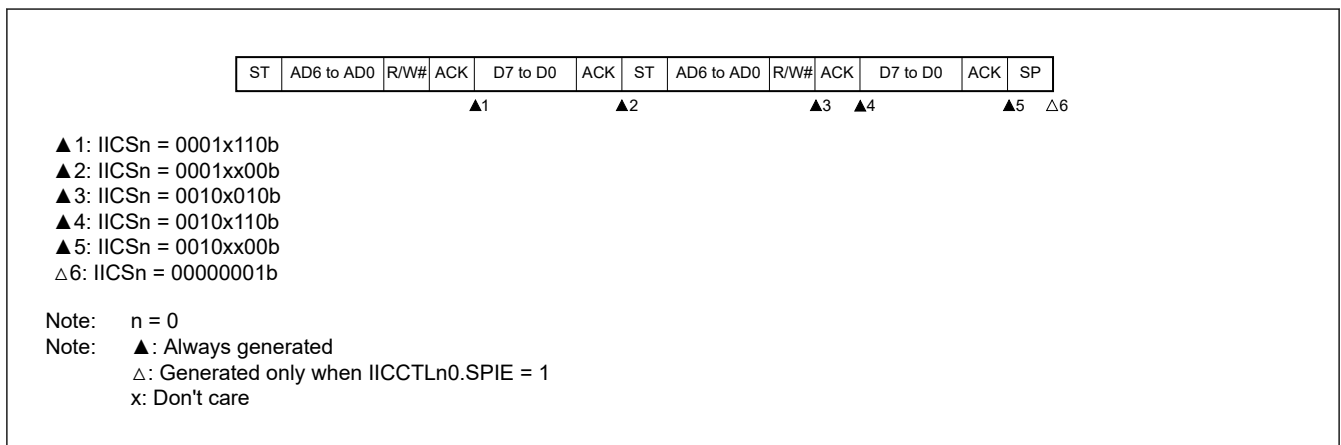 ST AD6 to AD0 R/W# ACK D7 to D0 ACK ST AD6 to AD0 R/W# ACK D7 to D0 ACK SP
▲1 ▲2 ▲3 ▲4 ▲5 △6
▲1: IICSn = 0001x110b
▲2: IICSn = 0001xx00b
▲3: IICSn = 0010x010b
▲4: IICSn = 0010x110b
▲5: IICSn = 0010xx00b
△6: IICSn = 00000001b
Note: n = 0
Note: ▲: Always generated
△: Generated only when IICCTLn0.SPIE = 1
x: Don't care